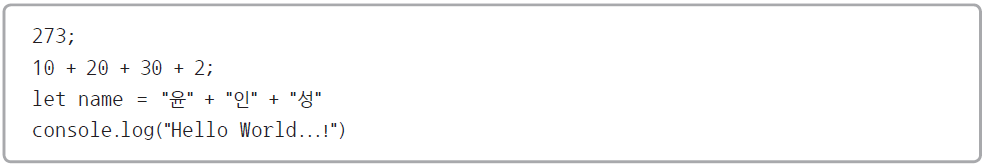 273;
10 + 20 + 30 + 2;
let name = "윤" + "인" + "성"
console.log("Hello World...!")